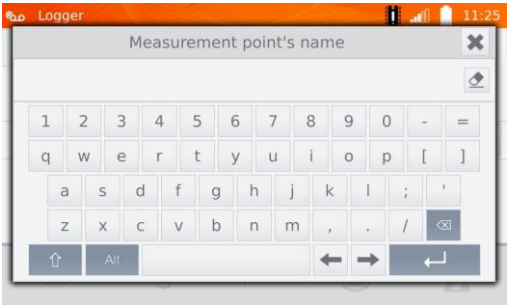 Logger 11:25
Measurement point's name
1 2 3 4 5 6 7 8 9 0 - =
q w e r t y u i o p [ ]
a s d f g h j k l ; '
z x c v b n m , . /
Alt